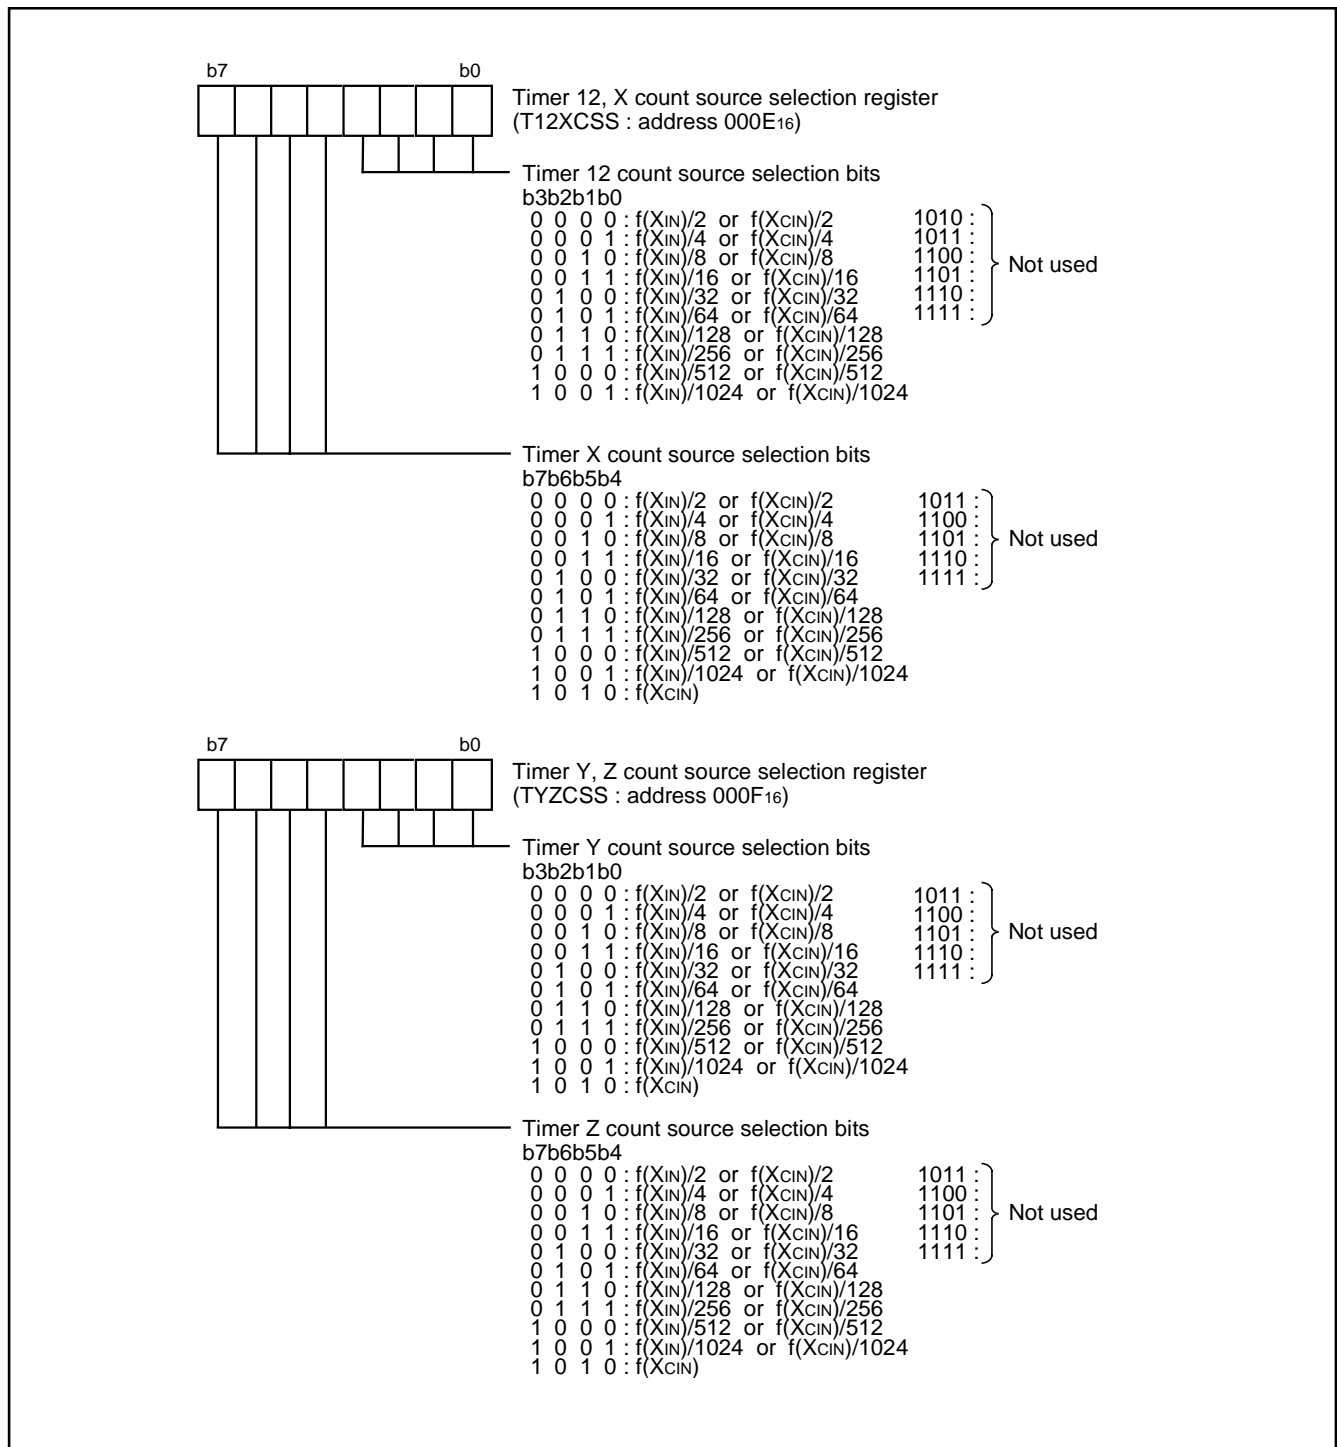 b7 b0
Timer 12, X count source selection register
(T12XCSS : address 000E16)
Timer 12 count source selection bits
b3b2b1b0
0 0 0 0 : f(XIN)/2 or f(XCIN)/2 1010 :
0 0 0 1 : f(XIN)/4 or f(XCIN)/4 1011 :
0 0 1 0 : f(XIN)/8 or f(XCIN)/8 1100 : Not used
0 0 1 1 : f(XIN)/16 or f(XCIN)/16 1101 :
0 1 0 0 : f(XIN)/32 or f(XCIN)/32 1110 :
0 1 0 1 : f(XIN)/64 or f(XCIN)/64 1111 :
0 1 1 0 : f(XIN)/128 or f(XCIN)/128
0 1 1 1 : f(XIN)/256 or f(XCIN)/256
1 0 0 0 : f(XIN)/512 or f(XCIN)/512
1 0 0 1 : f(XIN)/1024 or f(XCIN)/1024
Timer X count source selection bits
b7b6b5b4
0 0 0 0 : f(XIN)/2 or f(XCIN)/2 1011 :
0 0 0 1 : f(XIN)/4 or f(XCIN)/4 1100 :
0 0 1 0 : f(XIN)/8 or f(XCIN)/8 1101 : Not used
0 0 1 1 : f(XIN)/16 or f(XCIN)/16 1110 :
0 1 0 0 : f(XIN)/32 or f(XCIN)/32 1111 :
0 1 0 1 : f(XIN)/64 or f(XCIN)/64
0 1 1 0 : f(XIN)/128 or f(XCIN)/128
0 1 1 1 : f(XIN)/256 or f(XCIN)/256
1 0 0 0 : f(XIN)/512 or f(XCIN)/512
1 0 0 1 : f(XIN)/1024 or f(XCIN)/1024
1 0 1 0 : f(XCIN)
b7 b0
Timer Y, Z count source selection register
(TYZCSS : address 000F16)
Timer Y count source selection bits
b3b2b1b0
0 0 0 0 : f(XIN)/2 or f(XCIN)/2 1011 :
0 0 0 1 : f(XIN)/4 or f(XCIN)/4 1100 :
0 0 1 0 : f(XIN)/8 or f(XCIN)/8 1101 : Not used
0 0 1 1 : f(XIN)/16 or f(XCIN)/16 1110 :
0 1 0 0 : f(XIN)/32 or f(XCIN)/32 1111 :
0 1 0 1 : f(XIN)/64 or f(XCIN)/64
0 1 1 0 : f(XIN)/128 or f(XCIN)/128
0 1 1 1 : f(XIN)/256 or f(XCIN)/256
1 0 0 0 : f(XIN)/512 or f(XCIN)/512
1 0 0 1 : f(XIN)/1024 or f(XCIN)/1024
1 0 1 0 : f(XCIN)
Timer Z count source selection bits
b7b6b5b4
0 0 0 0 : f(XIN)/2 or f(XCIN)/2 1011 :
0 0 0 1 : f(XIN)/4 or f(XCIN)/4 1100 :
0 0 1 0 : f(XIN)/8 or f(XCIN)/8 1101 : Not used
0 0 1 1 : f(XIN)/16 or f(XCIN)/16 1110 :
0 1 0 0 : f(XIN)/32 or f(XCIN)/32 1111 :
0 1 0 1 : f(XIN)/64 or f(XCIN)/64
0 1 1 0 : f(XIN)/128 or f(XCIN)/128
0 1 1 1 : f(XIN)/256 or f(XCIN)/256
1 0 0 0 : f(XIN)/512 or f(XCIN)/512
1 0 0 1 : f(XIN)/1024 or f(XCIN)/1024
1 0 1 0 : f(XCIN)